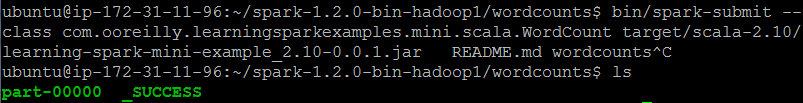 ubuntu@ip-172-31-11-96:~/spark-1.2.0-bin-hadoop1/wordcounts$ bin/spark-submit --
class com.ooreilly.learningsparkexamples.mini.scala.WordCount target/scala-2.10/
learning-spark-mini-example_2.10-0.0.1.jar   README.md wordcounts^C
ubuntu@ip-172-31-11-96:~/spark-1.2.0-bin-hadoop1/wordcounts$ ls
part-00000  _SUCCESS